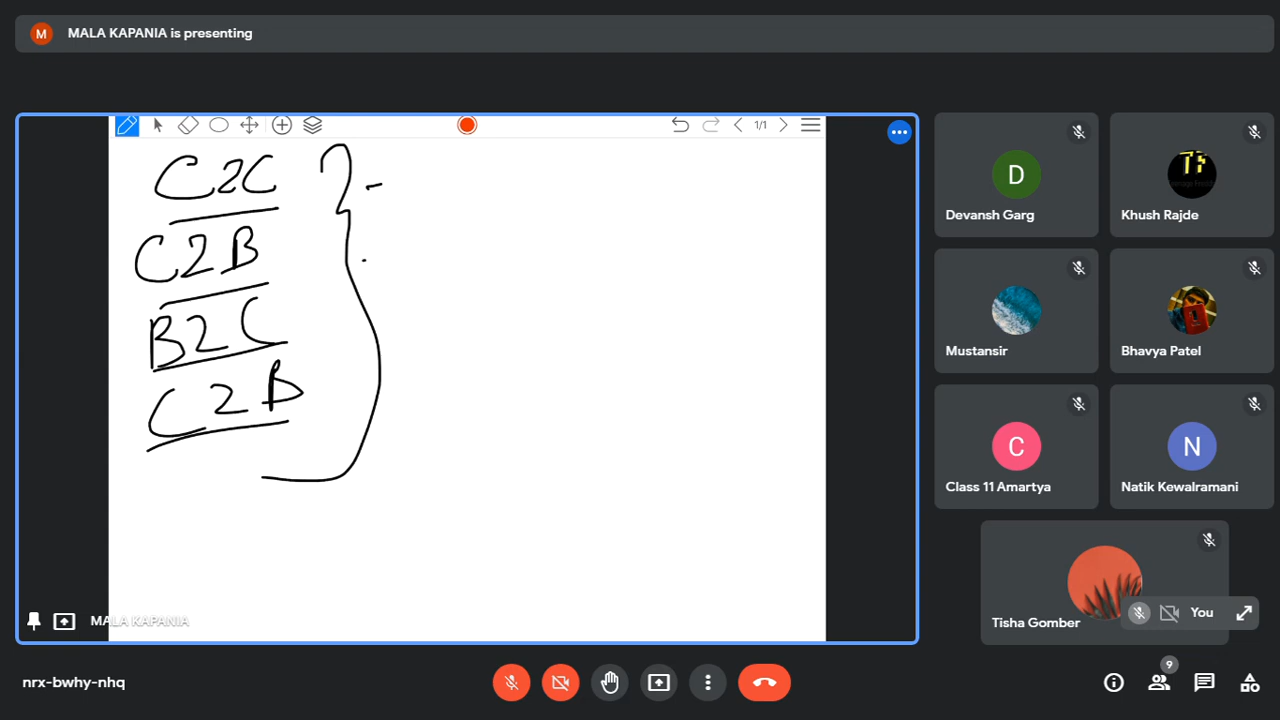 M MALA KAPANIA is presenting
1/1
C2C
C2B
B2C
C2B
MALA KAPANIA
D
Devansh Garg
Khush Rajde
Mustansir
Bhavya Patel
C
Class 11 Amartya
N
Natik Kewalramani
Tisha Gomber
You
nrx-bwhy-nhq
9